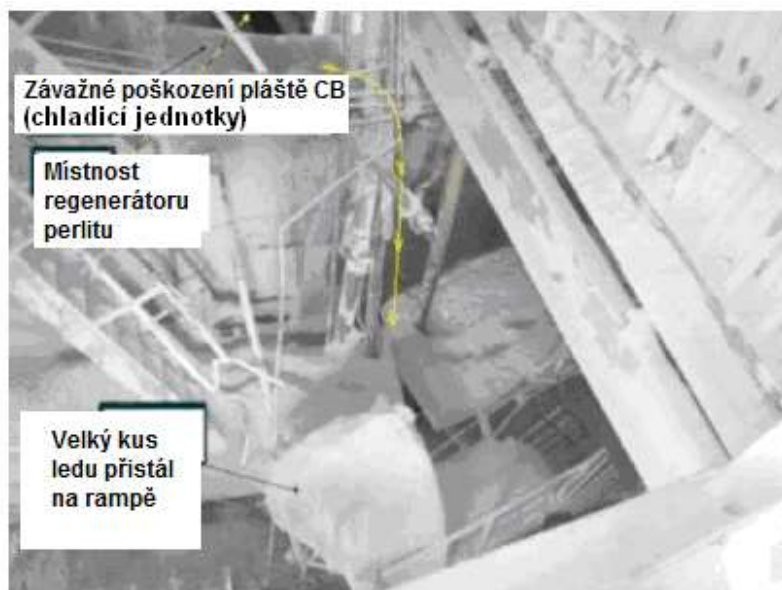 Závažné poškození pláště CB
(chladicí jednotky)
Místnost
regenerátoru
perlitu
Velký kus
ledu přistál
na rampě